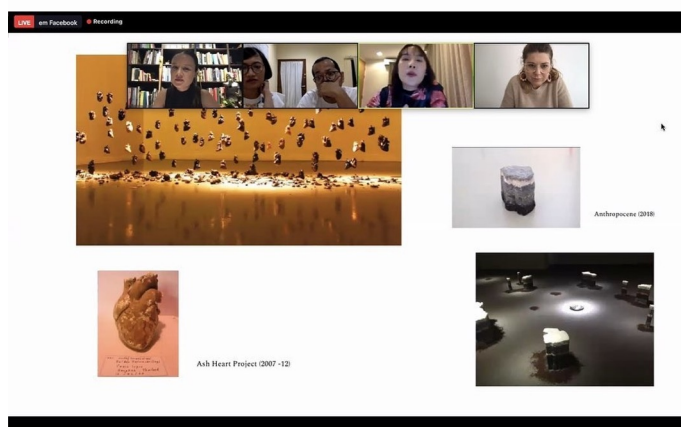 LIVE em Facebook Recording
Anthropocene (2018)
Ash Heart Project (2007 -12)